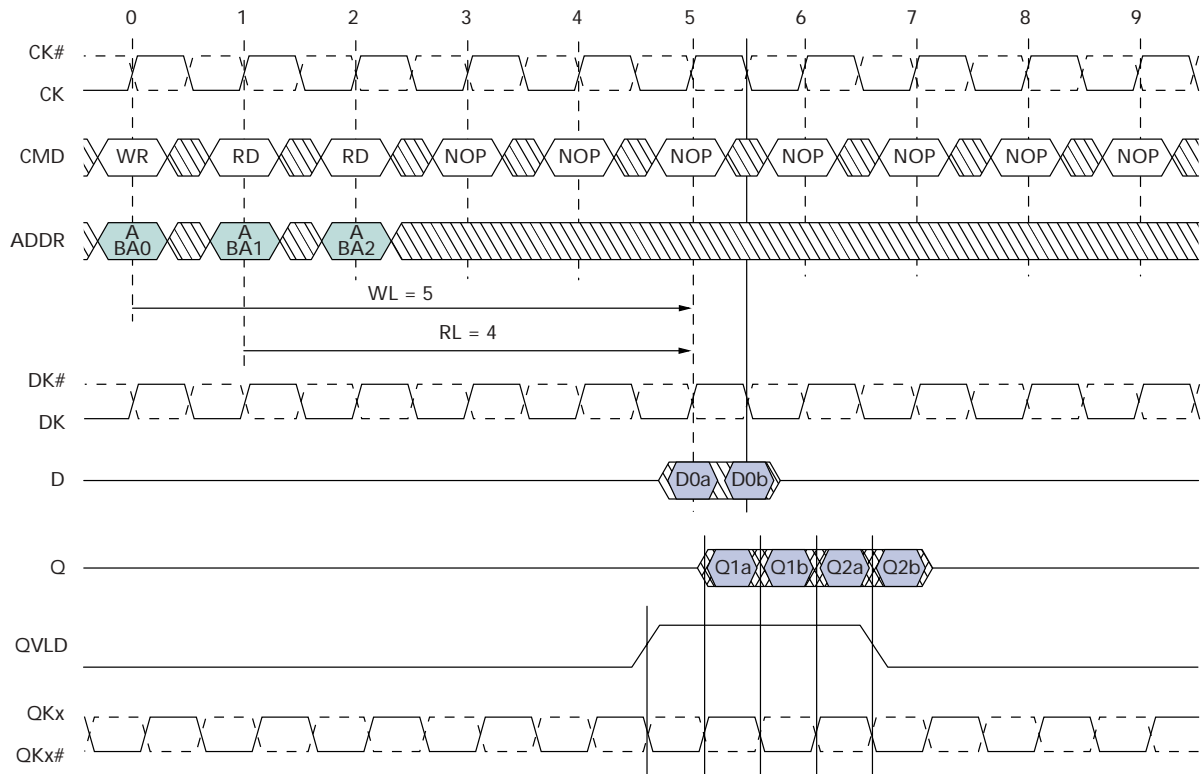 0 1 2 3 4 5 6 7 8 9
CK#
CK
CMD WR RD RD NOP NOP NOP NOP NOP NOP NOP
ADDR A BA0 A BA1 A BA2
WL = 5
RL = 4
DK#
DK
D D0a D0b
Q Q1a Q1b Q2a Q2b
QVLD
QKx
QKx#